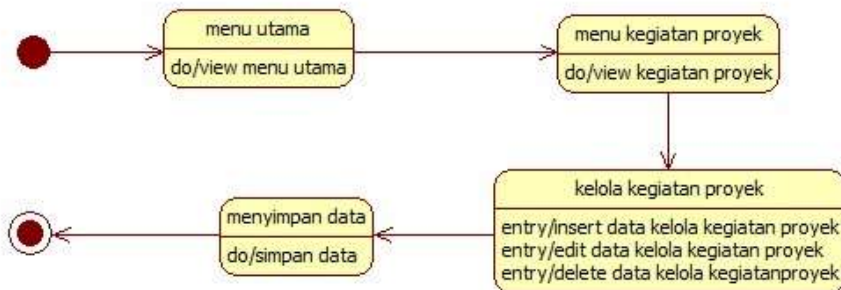 menu utama
do/view menu utama
menu kegiatan proyek
do/view kegiatan proyek
kelola kegiatan proyek
entry/insert data kelola kegiatan proyek
entry/edit data kelola kegiatan proyek
entry/delete data kelola kegiatanproyek
menyimpan data
do/simpan data